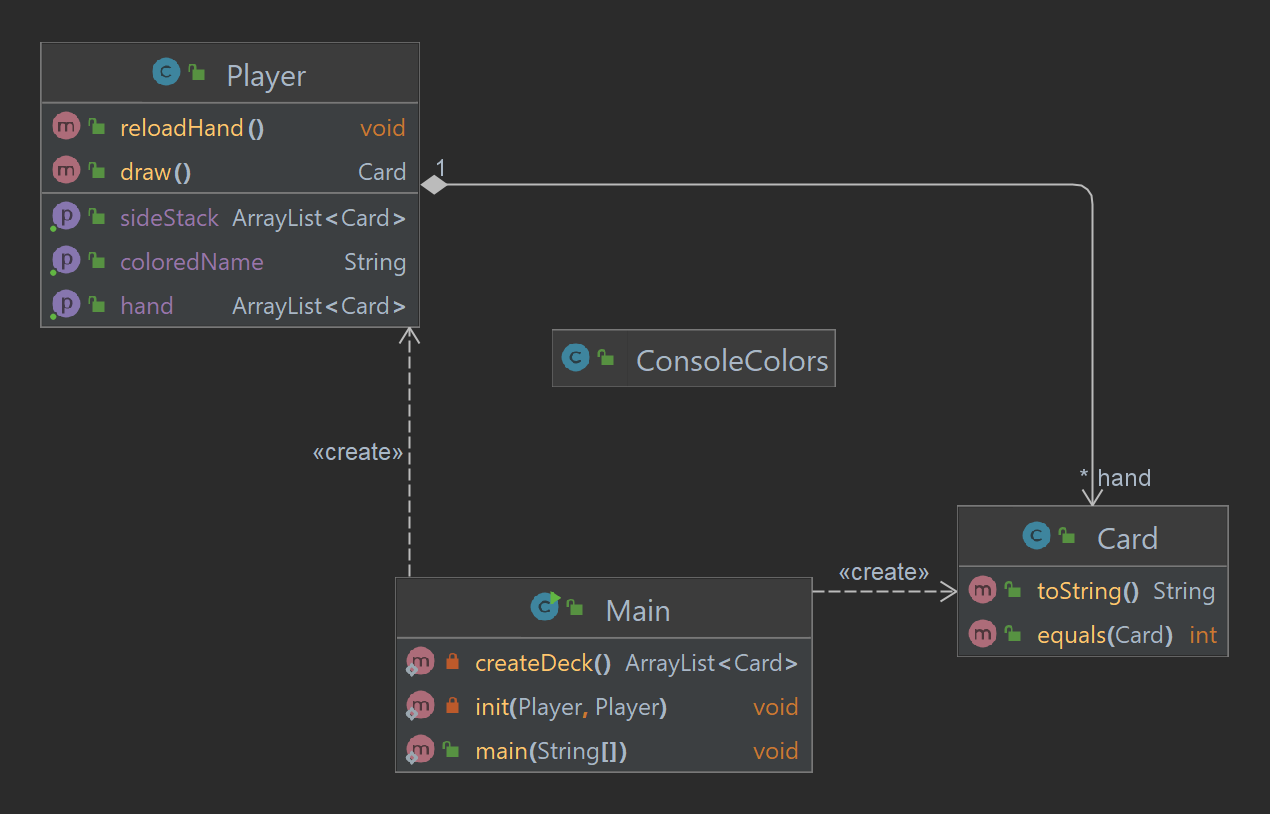 Player
reloadHand() void
draw() Card
sideStack ArrayList<Card>
coloredName String
hand ArrayList<Card>
1
ConsoleColors
«create»
* hand
Card
toString() String
equals(Card) int
«create»
Main
createDeck() ArrayList<Card>
init(Player, Player) void
main(String[]) void